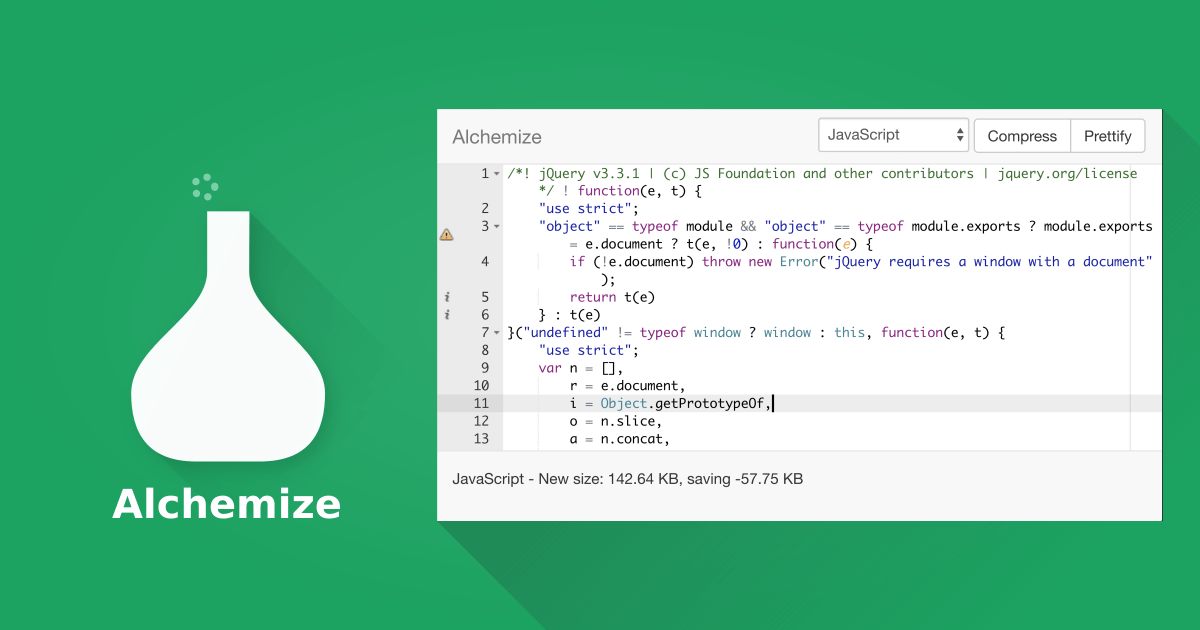 Alchemize
Alchemize
JavaScript
Compress
Prettify
1 /*! jQuery v3.3.1 | (c) JS Foundation and other contributors | jquery.org/license
*/ ! function(e, t) {
2 "use strict";
3 "object" == typeof module && "object" == typeof module.exports ? module.exports
= e.document ? t(e, !0) : function(e) {
4 if (!e.document) throw new Error("jQuery requires a window with a document"
);
5 return t(e)
6 } : t(e)
7 }("undefined" != typeof window ? window : this, function(e, t) {
8 "use strict";
9 var n = [],
10 r = e.document,
11 i = Object.getPrototypeOf,
12 o = n.slice,
13 a = n.concat,
JavaScript - New size: 142.64 KB, saving -57.75 KB